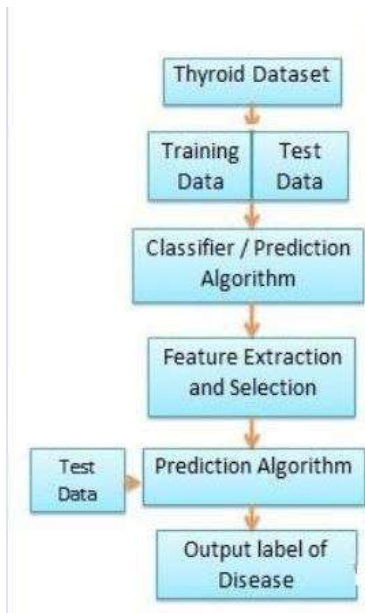 Thyroid Dataset
Training
Data
Test
Data
Classifier / Prediction
Algorithm
Feature Extraction
and Selection
Test
Data
Prediction Algorithm
Output label of
Disease